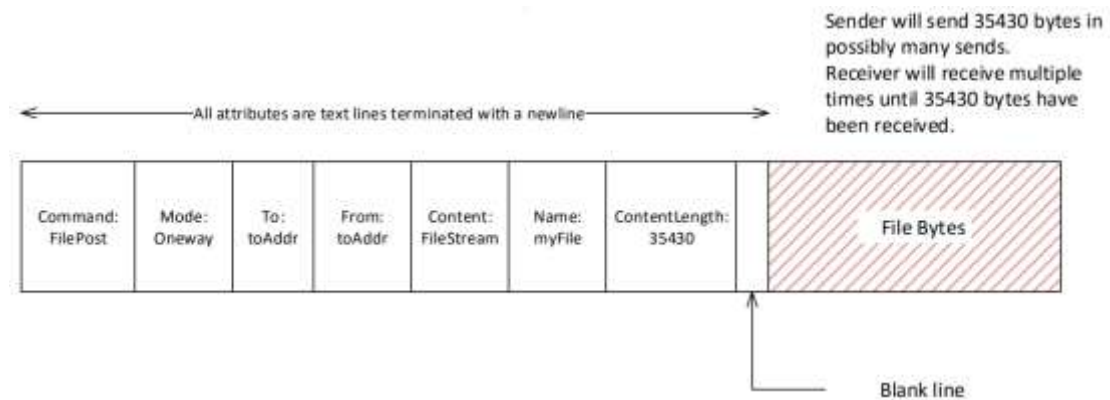 Sender will send 35430 bytes in
possibly many sends.
Receiver will receive multiple
times until 35430 bytes have
been received.
All attributes are text lines terminated with a newline
Command:
FilePost
Mode:
Oneway
To:
toAddr
From:
toAddr
Content:
FileStream
Name:
myFile
ContentLength:
35430
File Bytes
Blank line